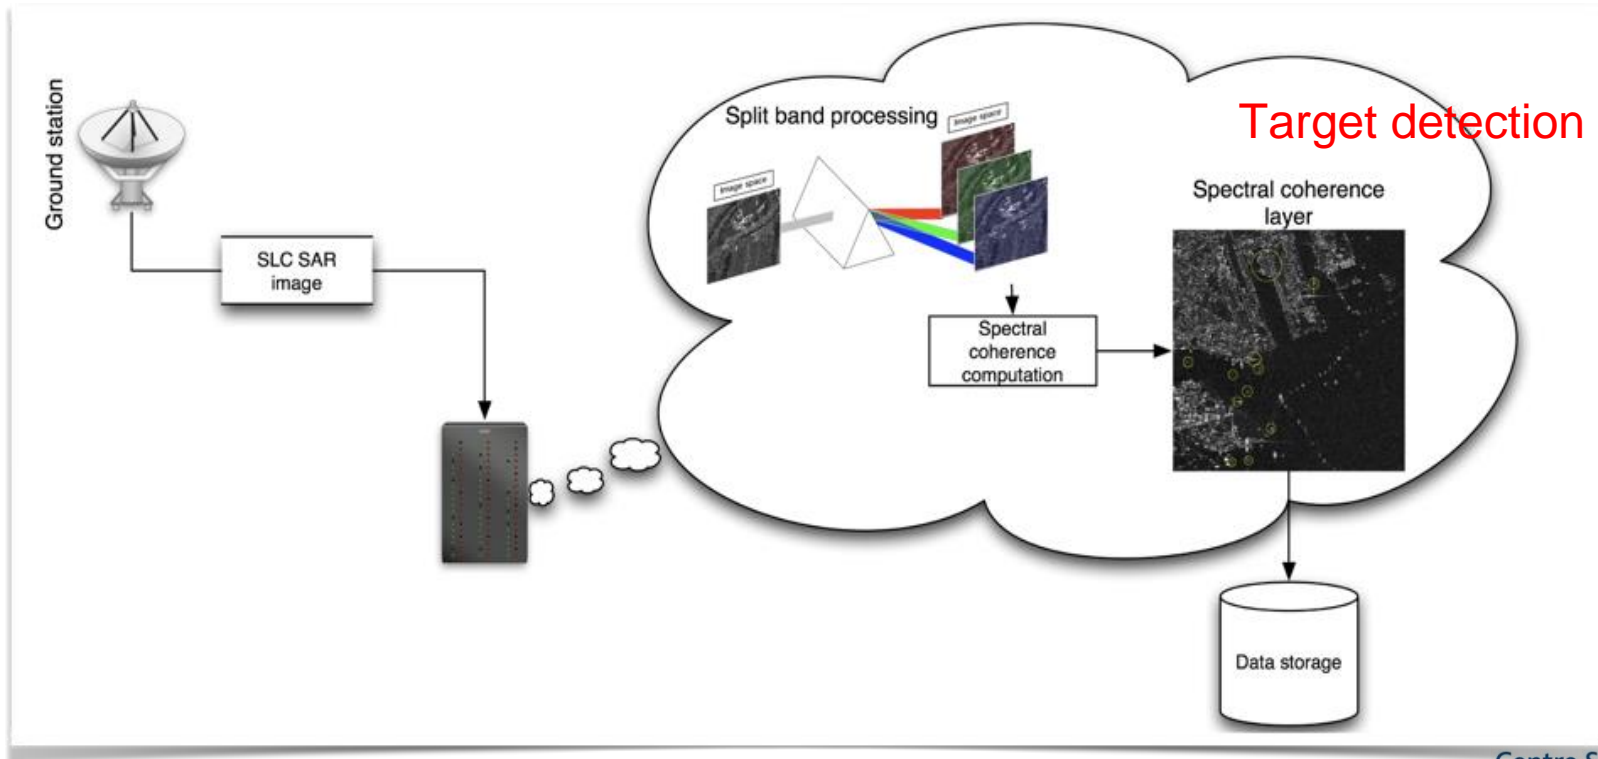 Ground station
SLC SAR
image
Split band processing
Image space
Image space
Target detection
Spectral coherence
layer
Spectral
coherence
computation
Data storage